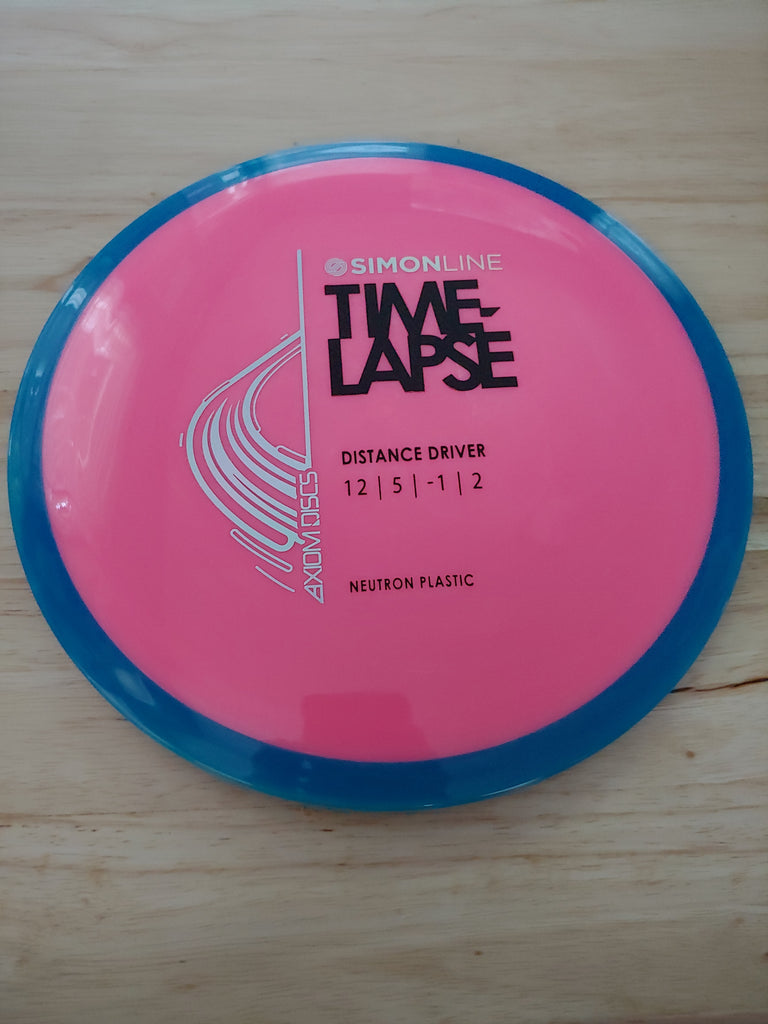 SIMONLINE
TIME-
LAPSE
DISTANCE DRIVER
12 | 5 | -1 | 2
AXIOM DISCS
NEUTRON PLASTIC